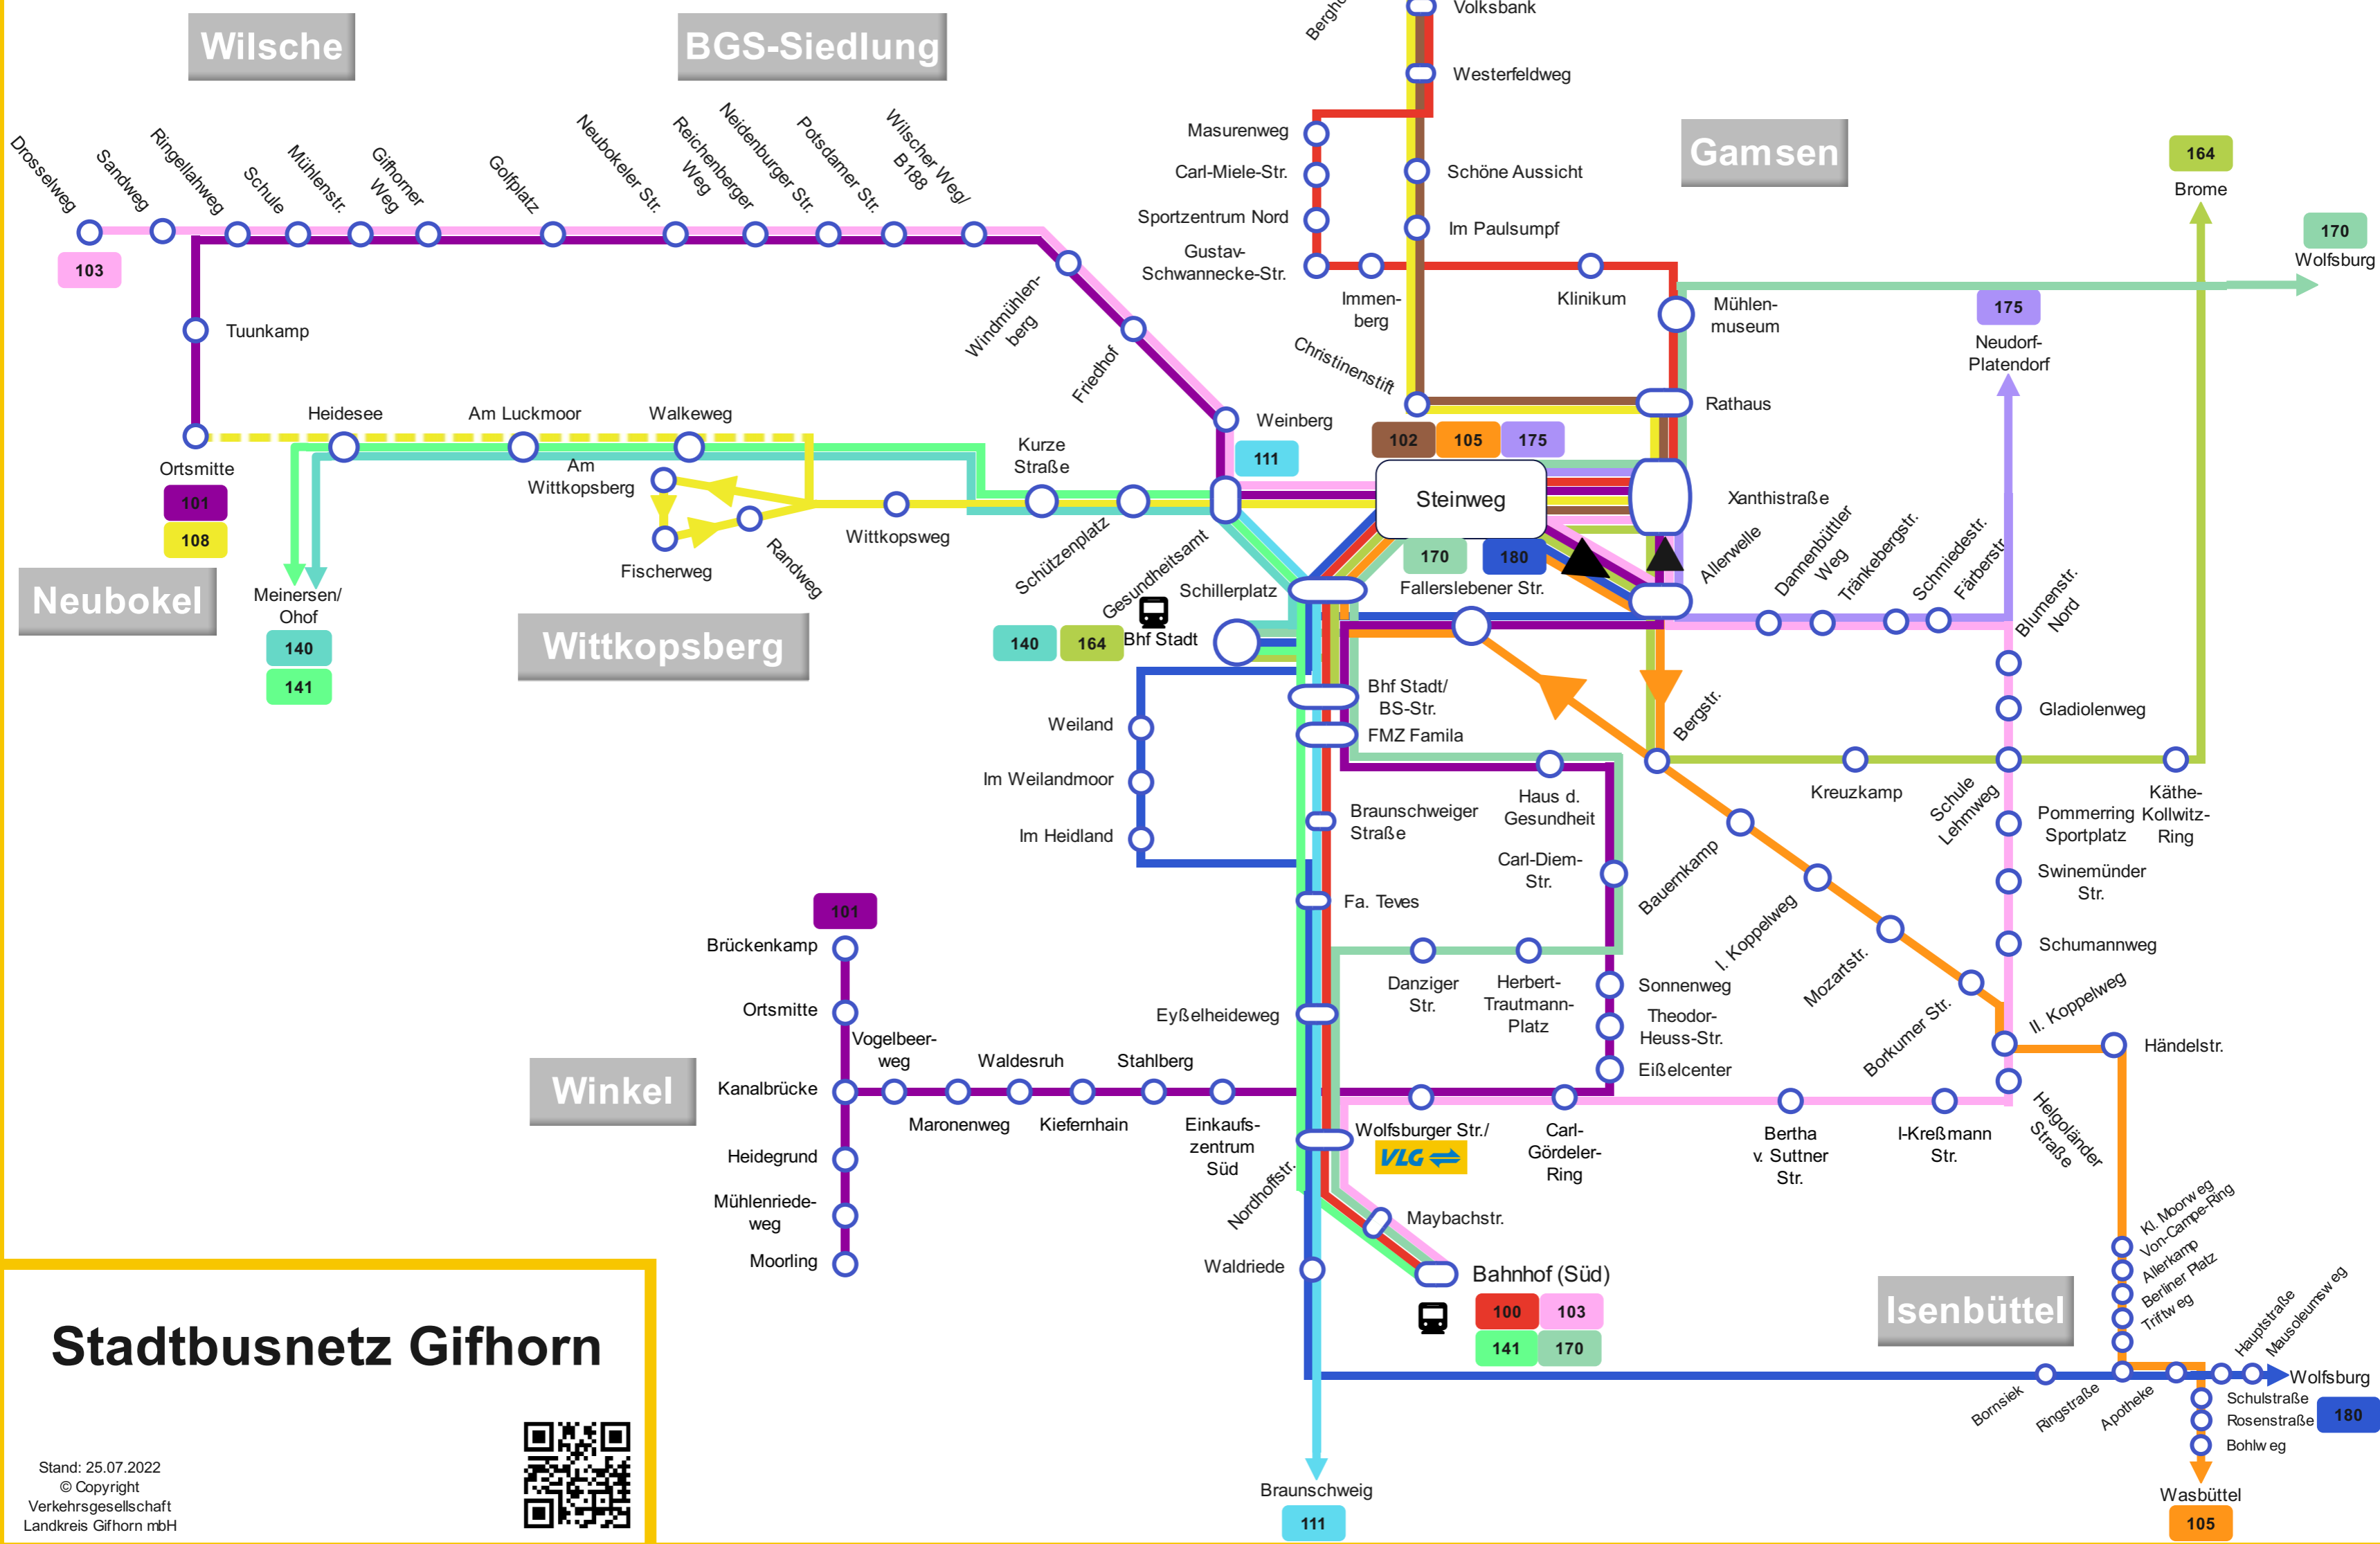 Wilsche
BGS-Siedlung
Volksbank
Westerfeldweg
Masurenweg
Carl-Miele-Str.
Sportzentrum Nord
Gustav-
Schwannecke-Str.
Immen-
berg
Schöne Aussicht
Im Paulsumpf
Klinikum
Christinenstift
Gamsen
Mühlen-
museum
Rathaus
164
Brome
170
Wolfsburg
175
Neudorf-
Platendorf
Drosselweg
Sandweg
Ringellahweg
Schule
Mühlenstr.
Gifhorner
Weg
Golfplatz
Neubokeler Str.
Reichenberger
Weg
Neidenburger Str.
Potsdamer Str.
Wilscher Weg/
B188
103
Windmühlen-
berg
Friedhof
Weinberg
111
Tuunkamp
Ortsmitte
101
108
Neubokel
Heidesee
Am Luckmoor
Walkeweg
Am
Wittkopsberg
Fischerweg
Randweg
Wittkopsweg
Kurze
Straße
Schützenplatz
Gesundheitsamt
Meinersen/
Ohof
140
141
Wittkopsberg
102
105
175
Steinweg
170
180
Xanthistraße
Allerwelle
Fallerslebener Str.
Schillerplatz
Bhf Stadt
140
164
Dannenbüttler
Weg
Tränkebergstr.
Schmiedestr.
Färberstr.
Blumenstr.
Nord
Gladiolenweg
Bhf Stadt/
BS-Str.
FMZ Famila
Weiland
Im Weilandmoor
Im Heidland
Braunschweiger
Straße
Fa. Teves
Haus d.
Gesundheit
Carl-Diem-
Str.
Danziger
Str.
Herbert-
Trautmann-
Platz
Sonnenweg
Theodor-
Heuss-Str.
Eißelcenter
Eyßelheideweg
Bergstr.
Bauernkamp
I. Koppelweg
Mozartstr.
Borkumer Str.
II. Koppelweg
Händelstr.
Kreuzkamp
Schule
Lehmweg
Käthe-
Kollwitz-
Ring
Pommerring
Sportplatz
Swinemünder
Str.
Schumannweg
Helgoländer
Straße
101
Brückenkamp
Ortsmitte
Kanalbrücke
Heidegrund
Mühlenriede-
weg
Moorling
Winkel
Vogelbeer-
weg
Maronenweg
Waldesruh
Kiefernhain
Stahlberg
Einkaufs-
zentrum
Süd
Nordhoffstr.
Wolfsburger Str./
VLG
Carl-
Gördeler-
Ring
Bertha
v. Suttner
Str.
I-Kreßmann
Str.
Maybachstr.
Waldriede
Bahnhof (Süd)
100
103
141
170
Isenbüttel
Kl. Moorweg
Von-Campe-Ring
Allerkamp
Berliner Platz
Triftweg
Hauptstraße
Mausoleumsweg
Bornsiek
Ringstraße
Apotheke
Wolfsburg
180
Schulstraße
Rosenstraße
Bohlweg
Wasbüttel
105
Braunschweig
111
Stadtbusnetz Gifhorn
Stand: 25.07.2022
© Copyright
Verkehrsgesellschaft
Landkreis Gifhorn mbH